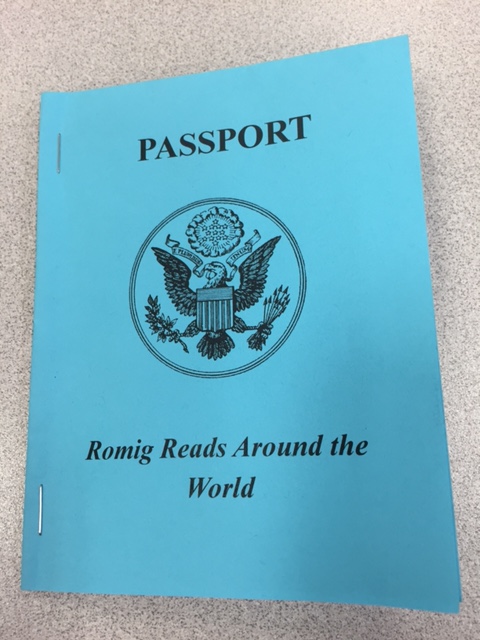 PASSPORT
Romig Reads Around the
World